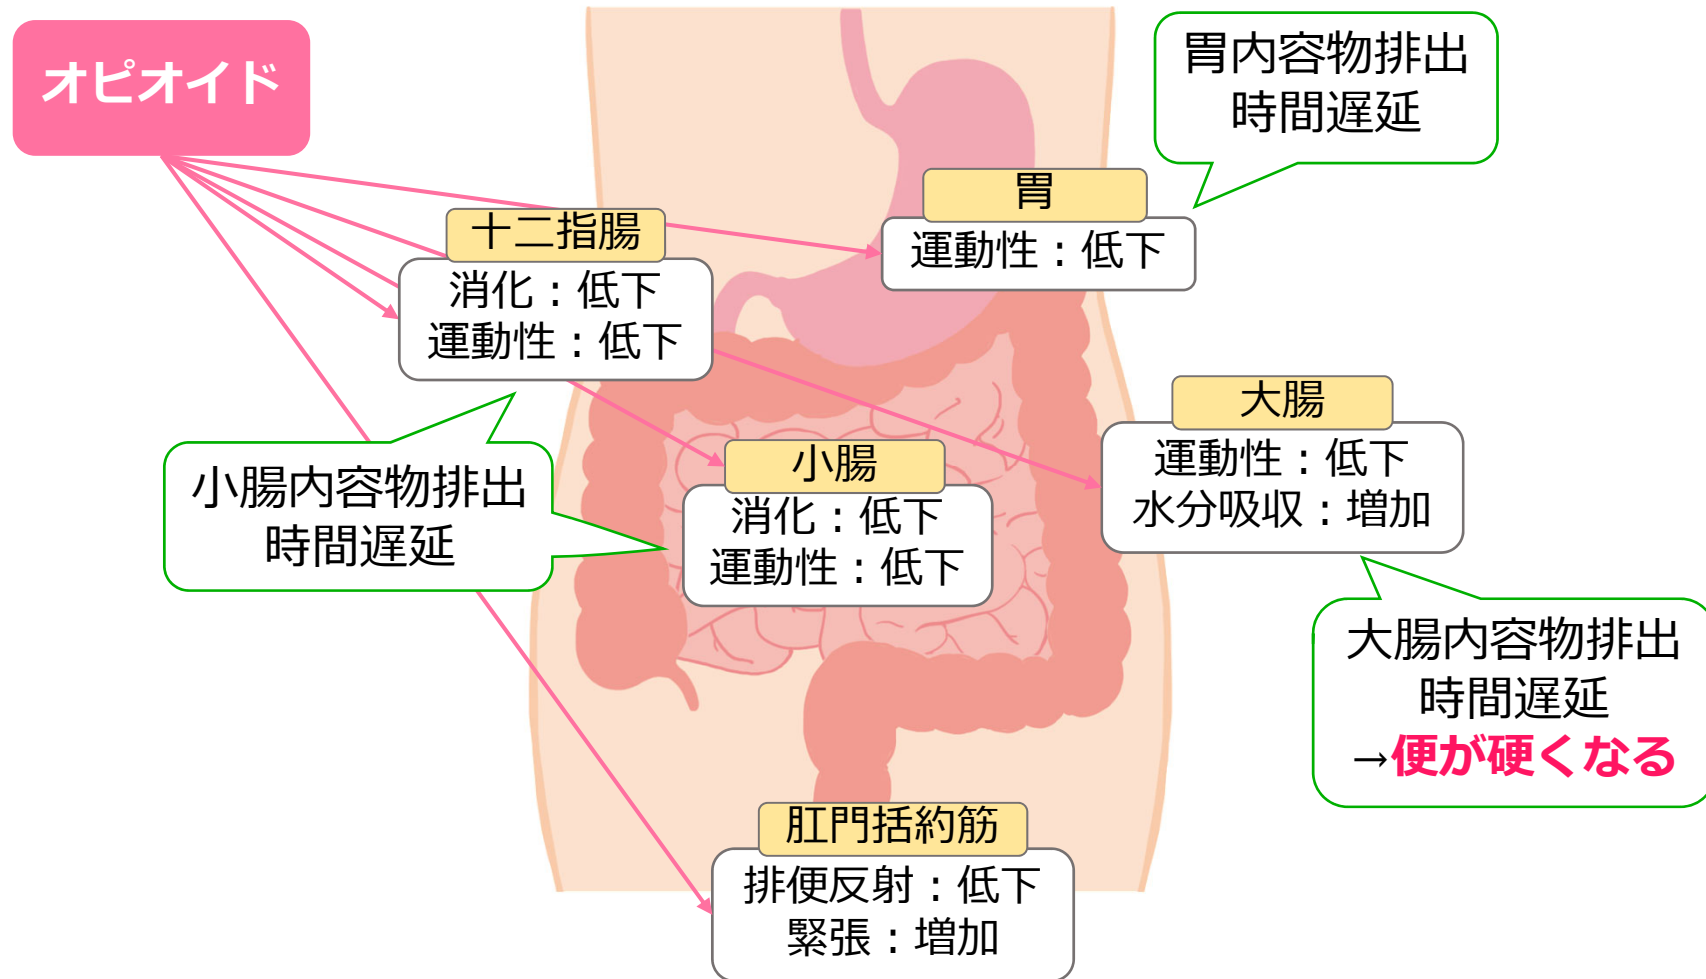 オピオイド
胃内容物排出
時間遅延
胃
運動性：低下
十二指腸
消化：低下
運動性：低下
小腸内容物排出
時間遅延
小腸
消化：低下
運動性：低下
大腸
運動性：低下
水分吸収：増加
大腸内容物排出
時間遅延
→便が硬くなる
肛門括約筋
排便反射：低下
緊張：増加